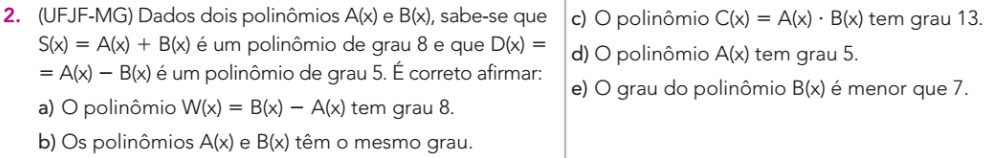 2. (UFJF-MG) Dados dois polinômios A(x) e B(x), sabe-se que
S(x) = A(x) + B(x) é um polinômio de grau 8 e que D(x) =
= A(x) − B(x) é um polinômio de grau 5. É correto afirmar:
a) O polinômio W(x) = B(x) − A(x) tem grau 8.
b) Os polinômios A(x) e B(x) têm o mesmo grau.
c) O polinômio C(x) = A(x) · B(x) tem grau 13.
d) O polinômio A(x) tem grau 5.
e) O grau do polinômio B(x) é menor que 7.